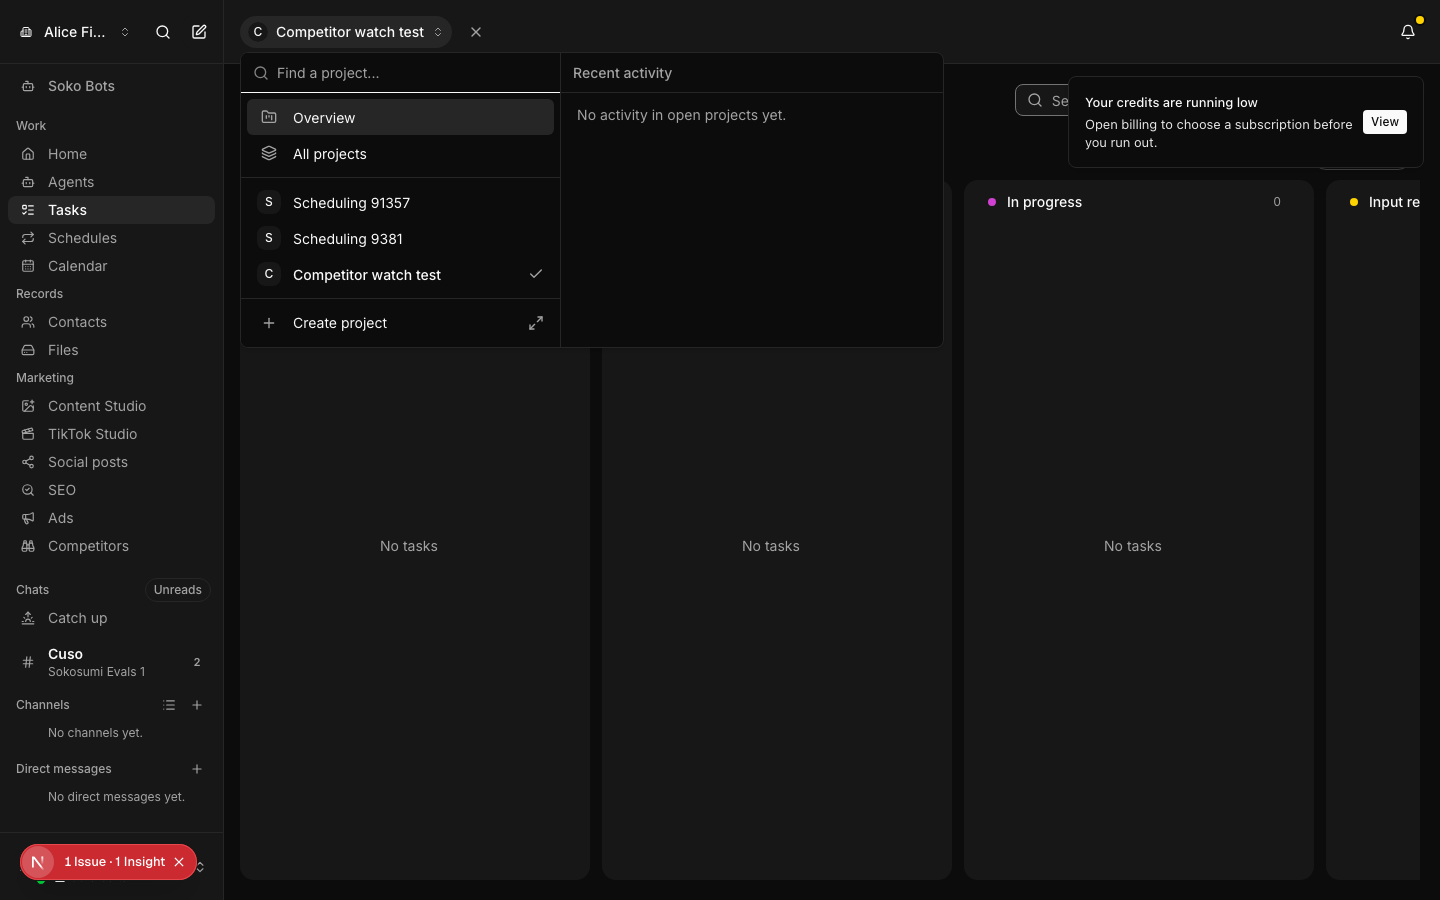 Alice Fi...
C Competitor watch test
Soko Bots
Work
Home
Agents
Tasks
Schedules
Calendar
Records
Contacts
Files
Marketing
Content Studio
TikTok Studio
Social posts
SEO
Ads
Competitors
Chats Unreads
Catch up
Cuso
Sokosumi Evals 1
2
Channels
No channels yet.
Direct messages
No direct messages yet.
N 1 Issue · 1 Insight
Find a project...
Overview
All projects
S Scheduling 91357
S Scheduling 9381
C Competitor watch test
Create project
Recent activity
No activity in open projects yet.
Se
Your credits are running low
Open billing to choose a subscription before
you run out.
View
In progress 0
Input re
No tasks
No tasks
No tasks